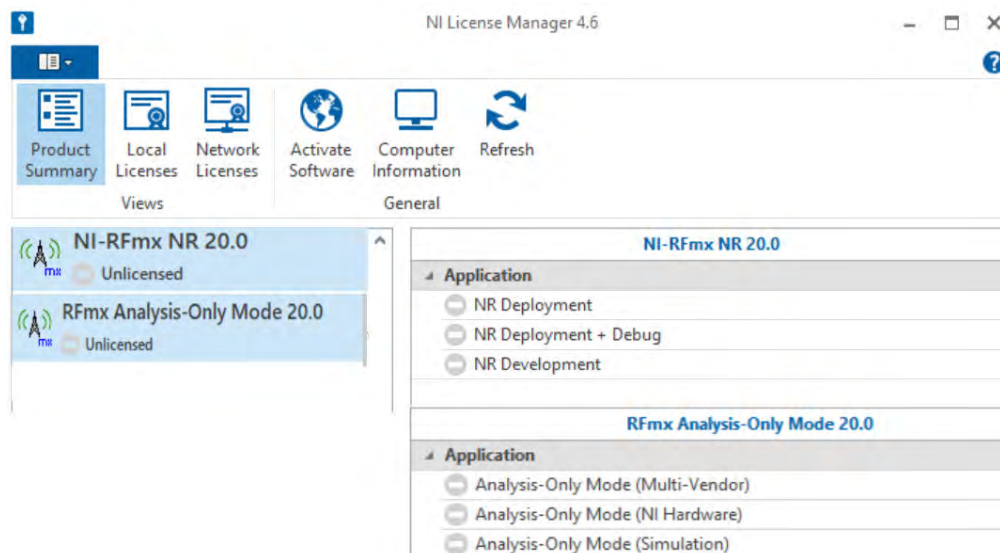 NI License Manager 4.6
Product Summary
Local Licenses
Network Licenses
Activate Software
Computer Information
Refresh
Views
General
NI-RFmx NR 20.0
mx
Unlicensed
RFmx Analysis-Only Mode 20.0
mx
Unlicensed
NI-RFmx NR 20.0
Application
NR Deployment
NR Deployment + Debug
NR Development
RFmx Analysis-Only Mode 20.0
Application
Analysis-Only Mode (Multi-Vendor)
Analysis-Only Mode (NI Hardware)
Analysis-Only Mode (Simulation)